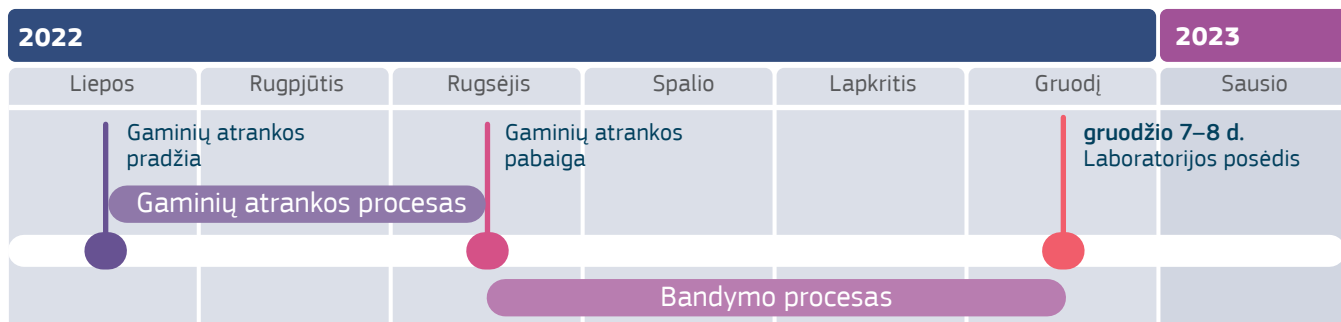 2022
2023
Liepos
Rugpjūtis
Rugsėjis
Spalio
Lapkritis
Gruodį
Sausio
Gaminių atrankos
pradžia
Gaminių atrankos
pabaiga
gruodžio 7–8 d.
Laboratorijos posėdis
Gaminių atrankos procesas
Bandymo procesas